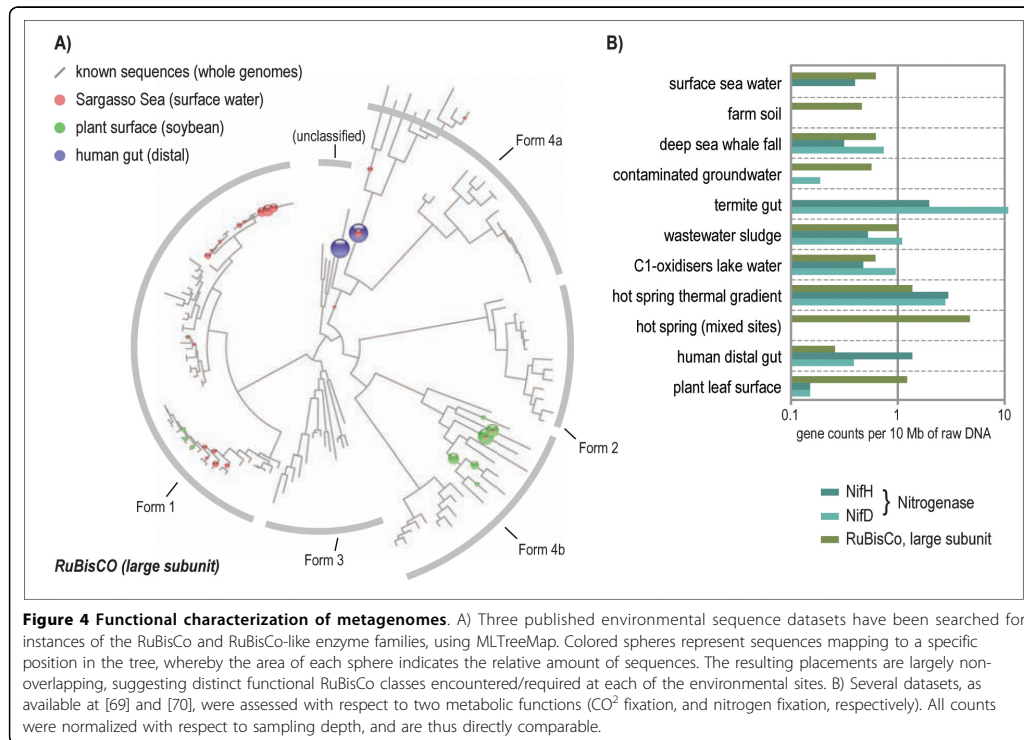 A)
known sequences (whole genomes)
Sargasso Sea (surface water)
plant surface (soybean)
human gut (distal)
(unclassified)
Form 4a
Form 2
Form 4b
Form 3
Form 1
RuBisCO (large subunit)
B)
surface sea water
farm soil
deep sea whale fall
contaminated groundwater
termite gut
wastewater sludge
C1-oxidisers lake water
hot spring thermal gradient
hot spring (mixed sites)
human distal gut
plant leaf surface
0.1 1 10
gene counts per 10 Mb of raw DNA
NifH
NifD
} Nitrogenase
RuBisCo, large subunit
Figure 4 Functional characterization of metagenomes. A) Three published environmental sequence datasets have been searched for
instances of the RuBisCo and RuBisCo-like enzyme families, using MLTreeMap. Colored spheres represent sequences mapping to a specific
position in the tree, whereby the area of each sphere indicates the relative amount of sequences. The resulting placements are largely non-
overlapping, suggesting distinct functional RuBisCo classes encountered/required at each of the environmental sites. B) Several datasets, as
available at [69] and [70], were assessed with respect to two metabolic functions (CO² fixation, and nitrogen fixation, respectively). All counts
were normalized with respect to sampling depth, and are thus directly comparable.